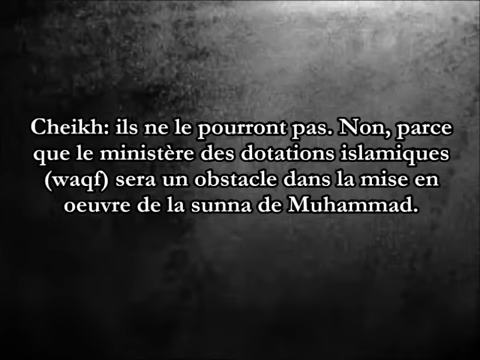 Cheikh: ils ne le pourront pas. Non, parce
que le ministère des dotations islamiques
(waqf) sera un obstacle dans la mise en
oeuvre de la sunna de Muhammad.